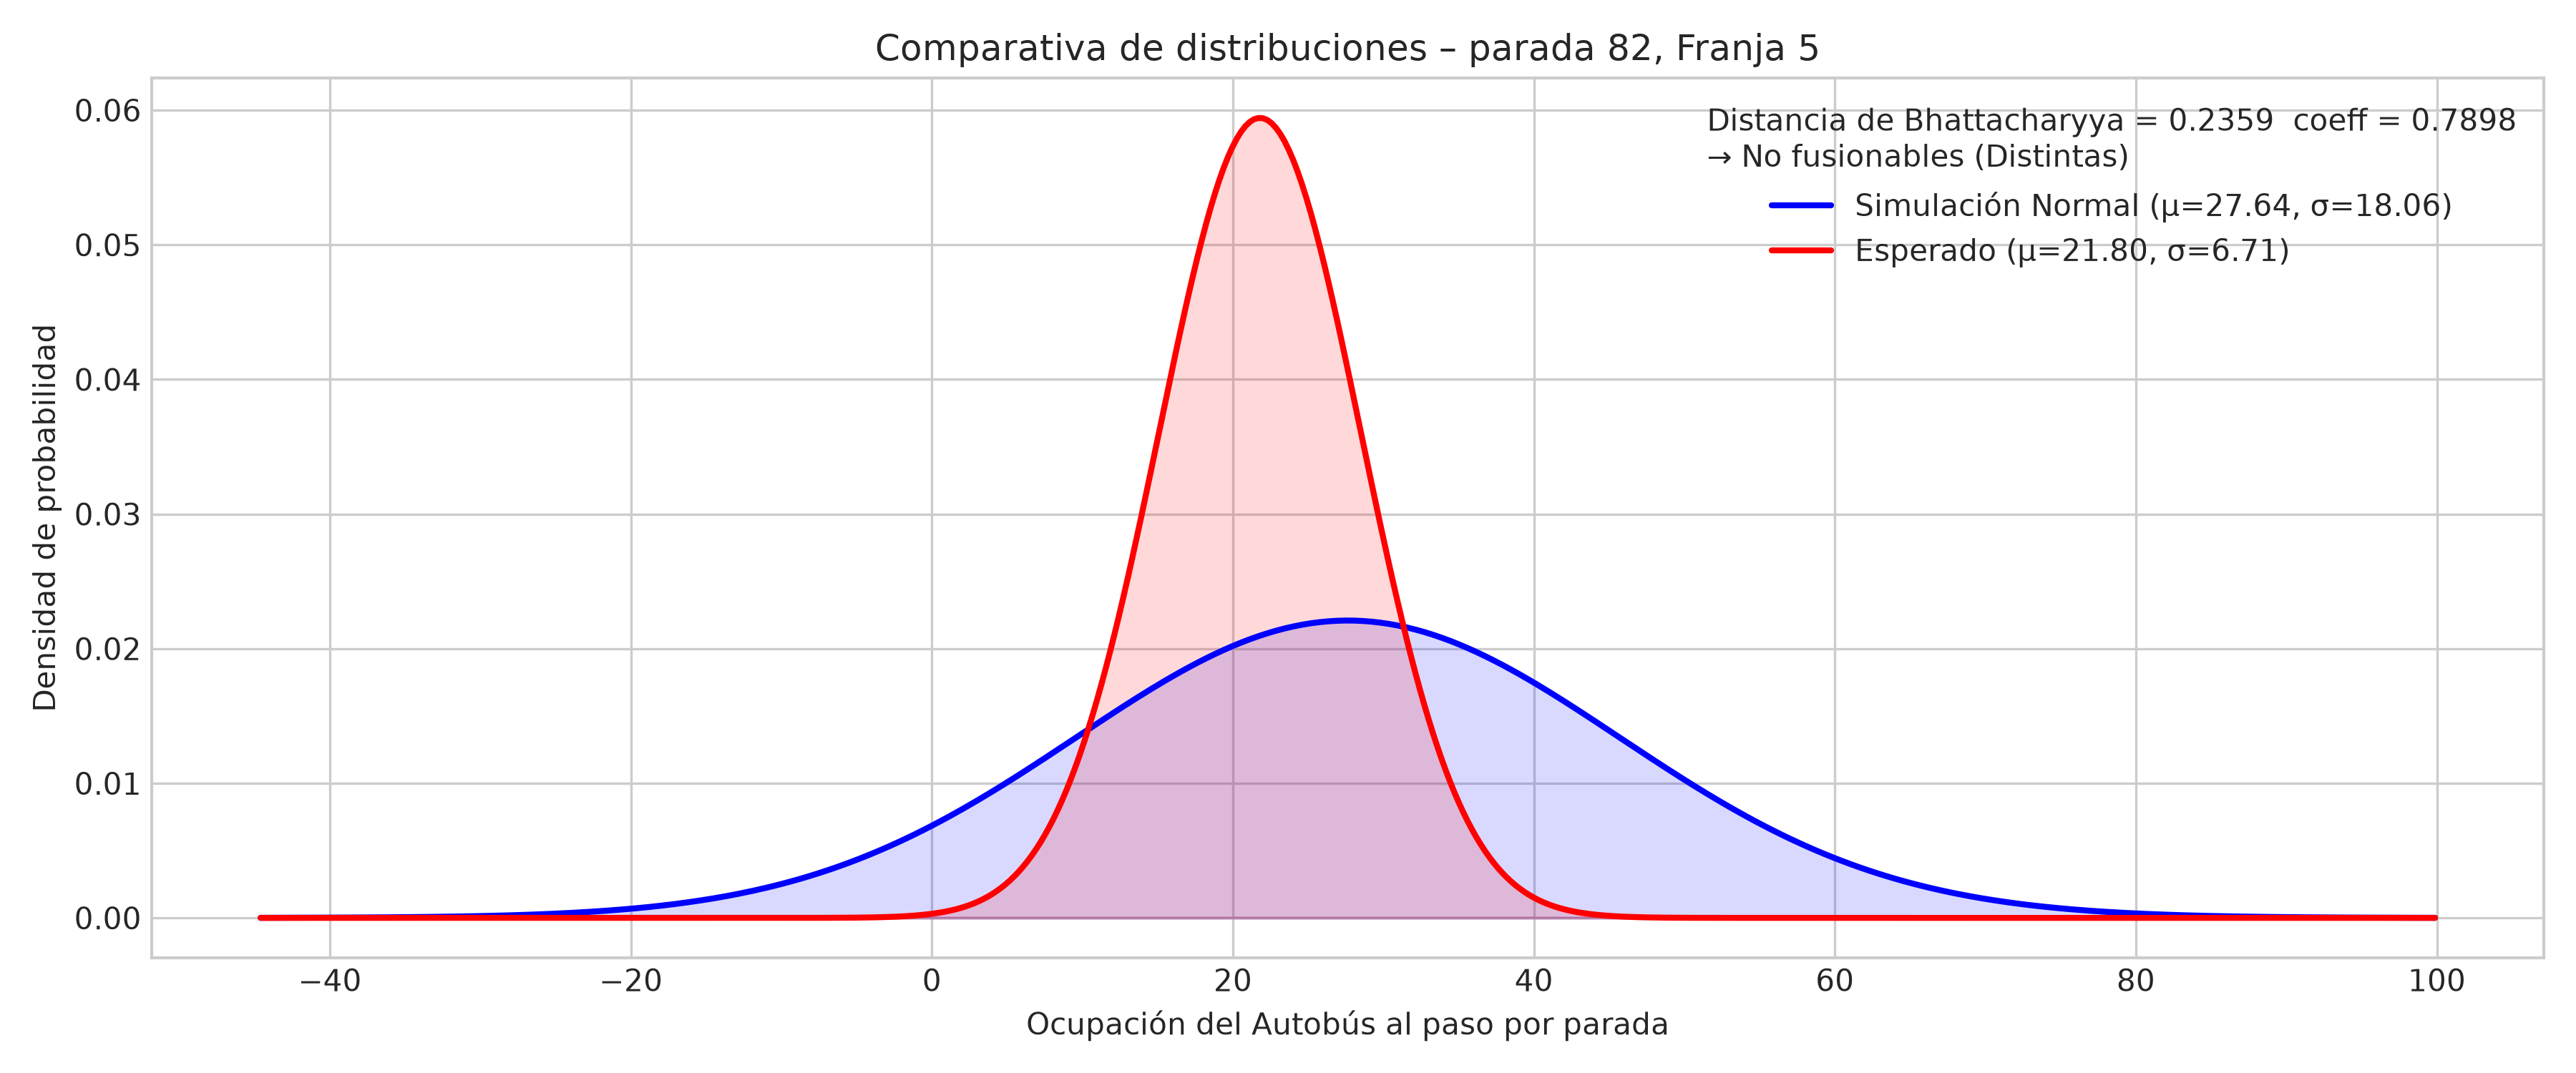 Comparativa de distribuciones – parada 82, Franja 5
Distancia de Bhattacharyya = 0.2359  coeff = 0.7898
→ No fusionables (Distintas)
Simulación Normal (μ=27.64, σ=18.06)
Esperado (μ=21.80, σ=6.71)
Densidad de probabilidad
0.06
0.05
0.04
0.03
0.02
0.01
0.00
−40 −20 0 20 40 60 80 100
Ocupación del Autobús al paso por parada